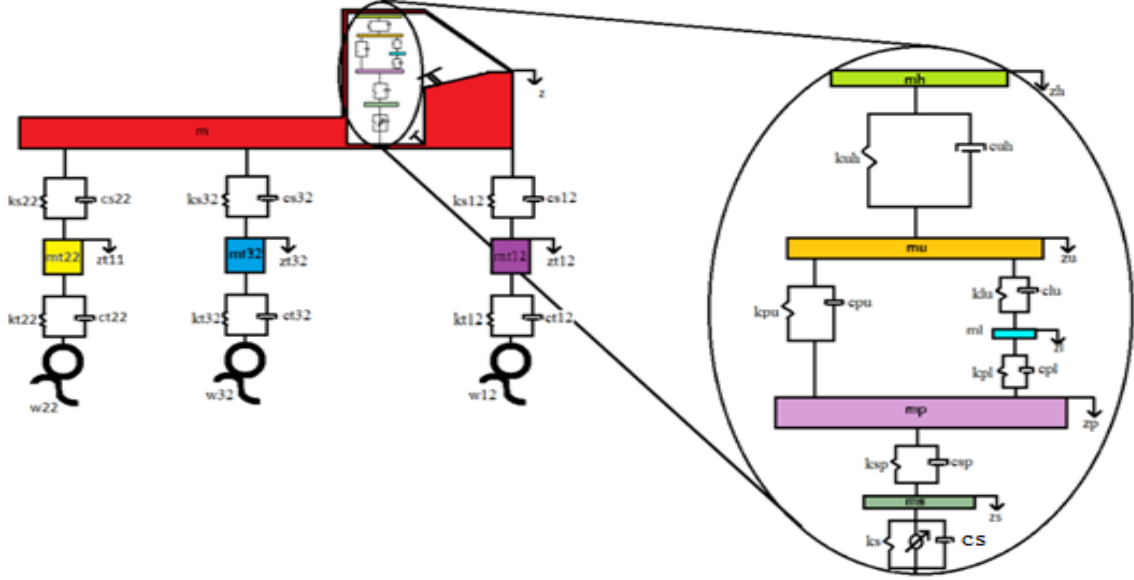 mh
zh
kuh
cuh
mu
zu
kpu
cpu
klu
clu
ml
zl
kpl
cpl
mp
zp
ksp
csp
ms
zs
ks
cs
m
z
ks22
cs22
ks32
cs32
ks12
cs12
mt22
zt11
mt32
zt32
mt12
zt12
kt22
ct22
kt32
ct32
kt12
ct12
w22
w32
w12